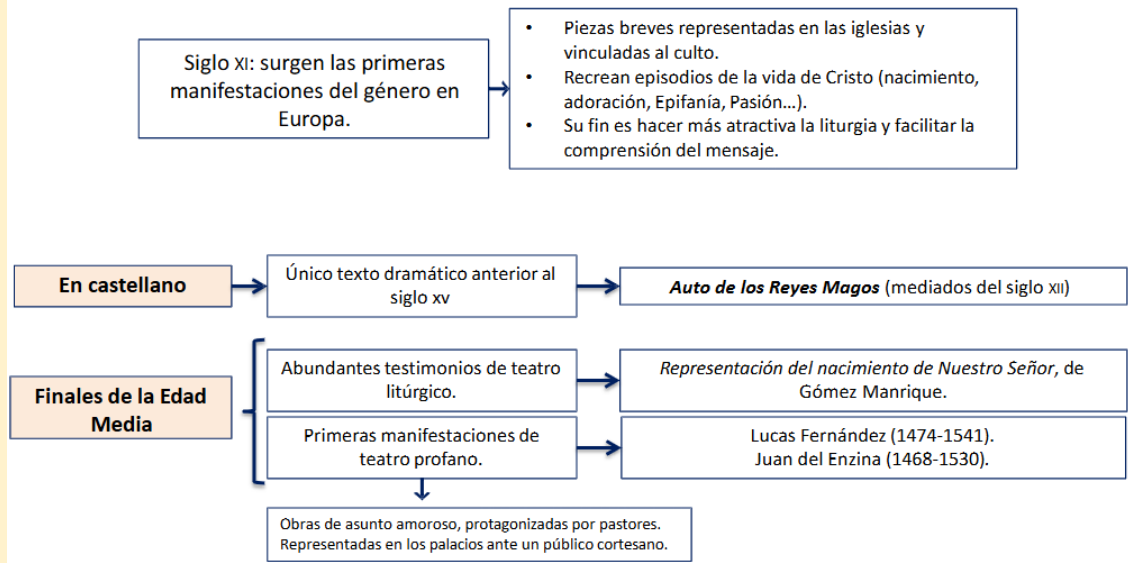 Siglo XI: surgen las primeras
manifestaciones del género en
Europa.
• Piezas breves representadas en las iglesias y
vinculadas al culto.
• Recrean episodios de la vida de Cristo (nacimiento,
adoración, Epifanía, Pasión…).
• Su fin es hacer más atractiva la liturgia y facilitar la
comprensión del mensaje.
En castellano
Único texto dramático anterior al
siglo XV
Auto de los Reyes Magos (mediados del siglo XII)
Finales de la Edad
Media
Abundantes testimonios de teatro
litúrgico.
Representación del nacimiento de Nuestro Señor, de
Gómez Manrique.
Primeras manifestaciones de
teatro profano.
Lucas Fernández (1474-1541).
Juan del Enzina (1468-1530).
Obras de asunto amoroso, protagonizadas por pastores.
Representadas en los palacios ante un público cortesano.